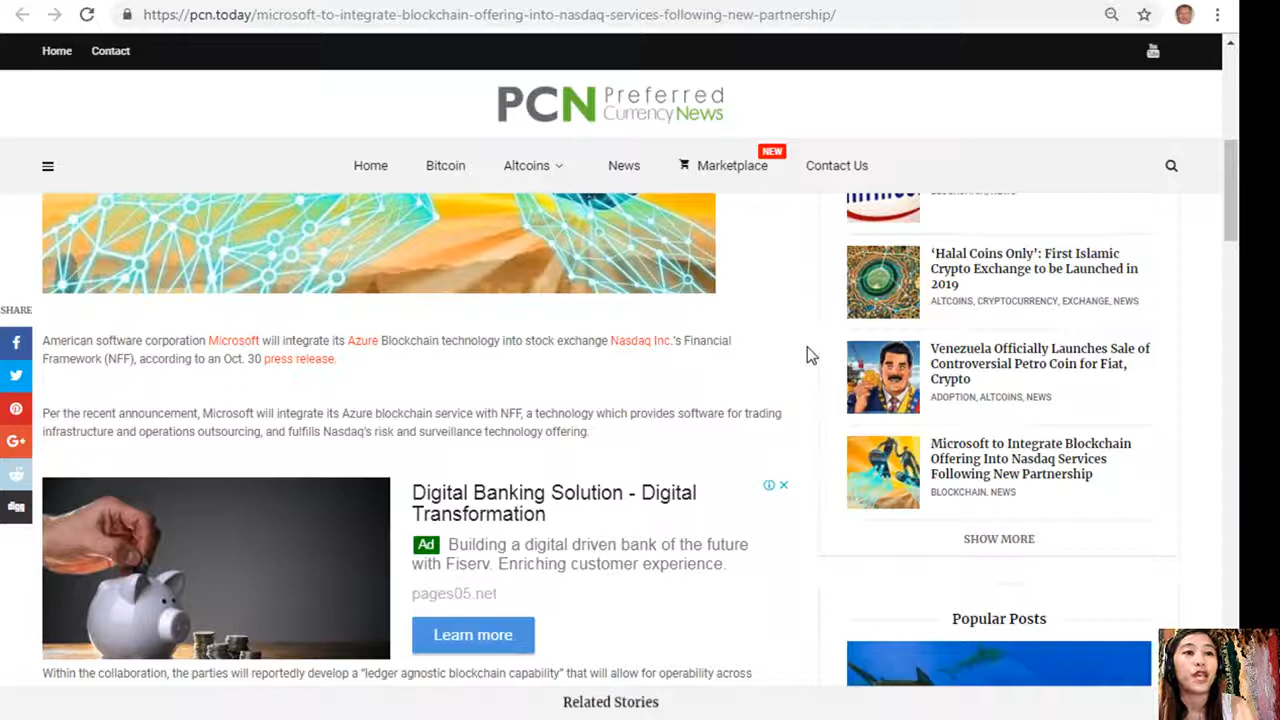 https://pcn.today/microsoft-to-integrate-blockchain-offering-into-nasdaq-services-following-new-partnership/
Home Contact
You Tube
PCN Preferred
Currency News
NEW
Home Bitcoin Altcoins News Marketplace Contact Us
SHARE
American software corporation Microsoft will integrate its Azure Blockchain technology into stock exchange Nasdaq Inc.'s Financial
Framework (NFF), according to an Oct. 30 press release.
Per the recent announcement, Microsoft will integrate its Azure blockchain service with NFF, a technology which provides software for trading
infrastructure and operations outsourcing, and fulfills Nasdaq's risk and surveillance technology offering.
Digital Banking Solution - Digital
Transformation
Ad Building a digital driven bank of the future
with Fiserv. Enriching customer experience.
pages05.net
Learn more
Within the collaboration, the parties will reportedly develop a "ledger agnostic blockchain capability" that will allow for operability across
G+
digg
BLOCKCHAIN, NEWS
‘Halal Coins Only’: First Islamic
Crypto Exchange to be Launched in
2019
ALTCOINS, CRYPTOCURRENCY, EXCHANGE, NEWS
Venezuela Officially Launches Sale of
Controversial Petro Coin for Fiat,
Crypto
ADOPTION, ALTCOINS, NEWS
Microsoft to Integrate Blockchain
Offering Into Nasdaq Services
Following New Partnership
BLOCKCHAIN, NEWS
SHOW MORE
Popular Posts
Related Stories